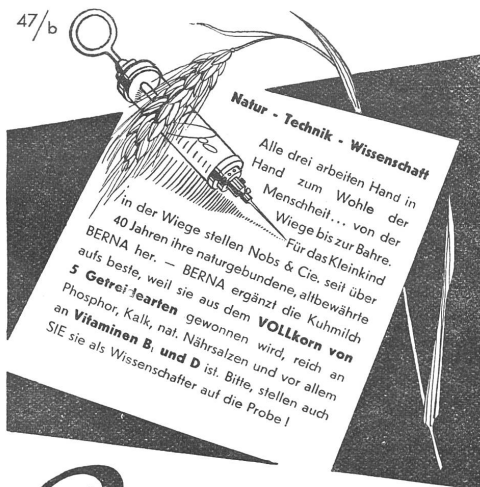 47/b
Natur - Technik - Wissenschaft
Alle drei arbeiten Hand in
Hand zum Wohle der
Menschheit... von der
Wiege bis zur Bahre.
Für das Kleinkind
in der Wiege stellen Nobs & Cie. seit über
40 Jahren ihre naturgebundene, altbewährte
BERNA her. — BERNA ergänzt die Kuhmilch
aufs beste, weil sie aus dem VOLLkorn von
5 Getreidearten gewonnen wird, reich an
Phosphor, Kalk, nat. Nährsalzen und vor allem
an Vitaminen B₁ und D ist. Bitte, stellen auch
SIE sie als Wissenschafter auf die Probe!